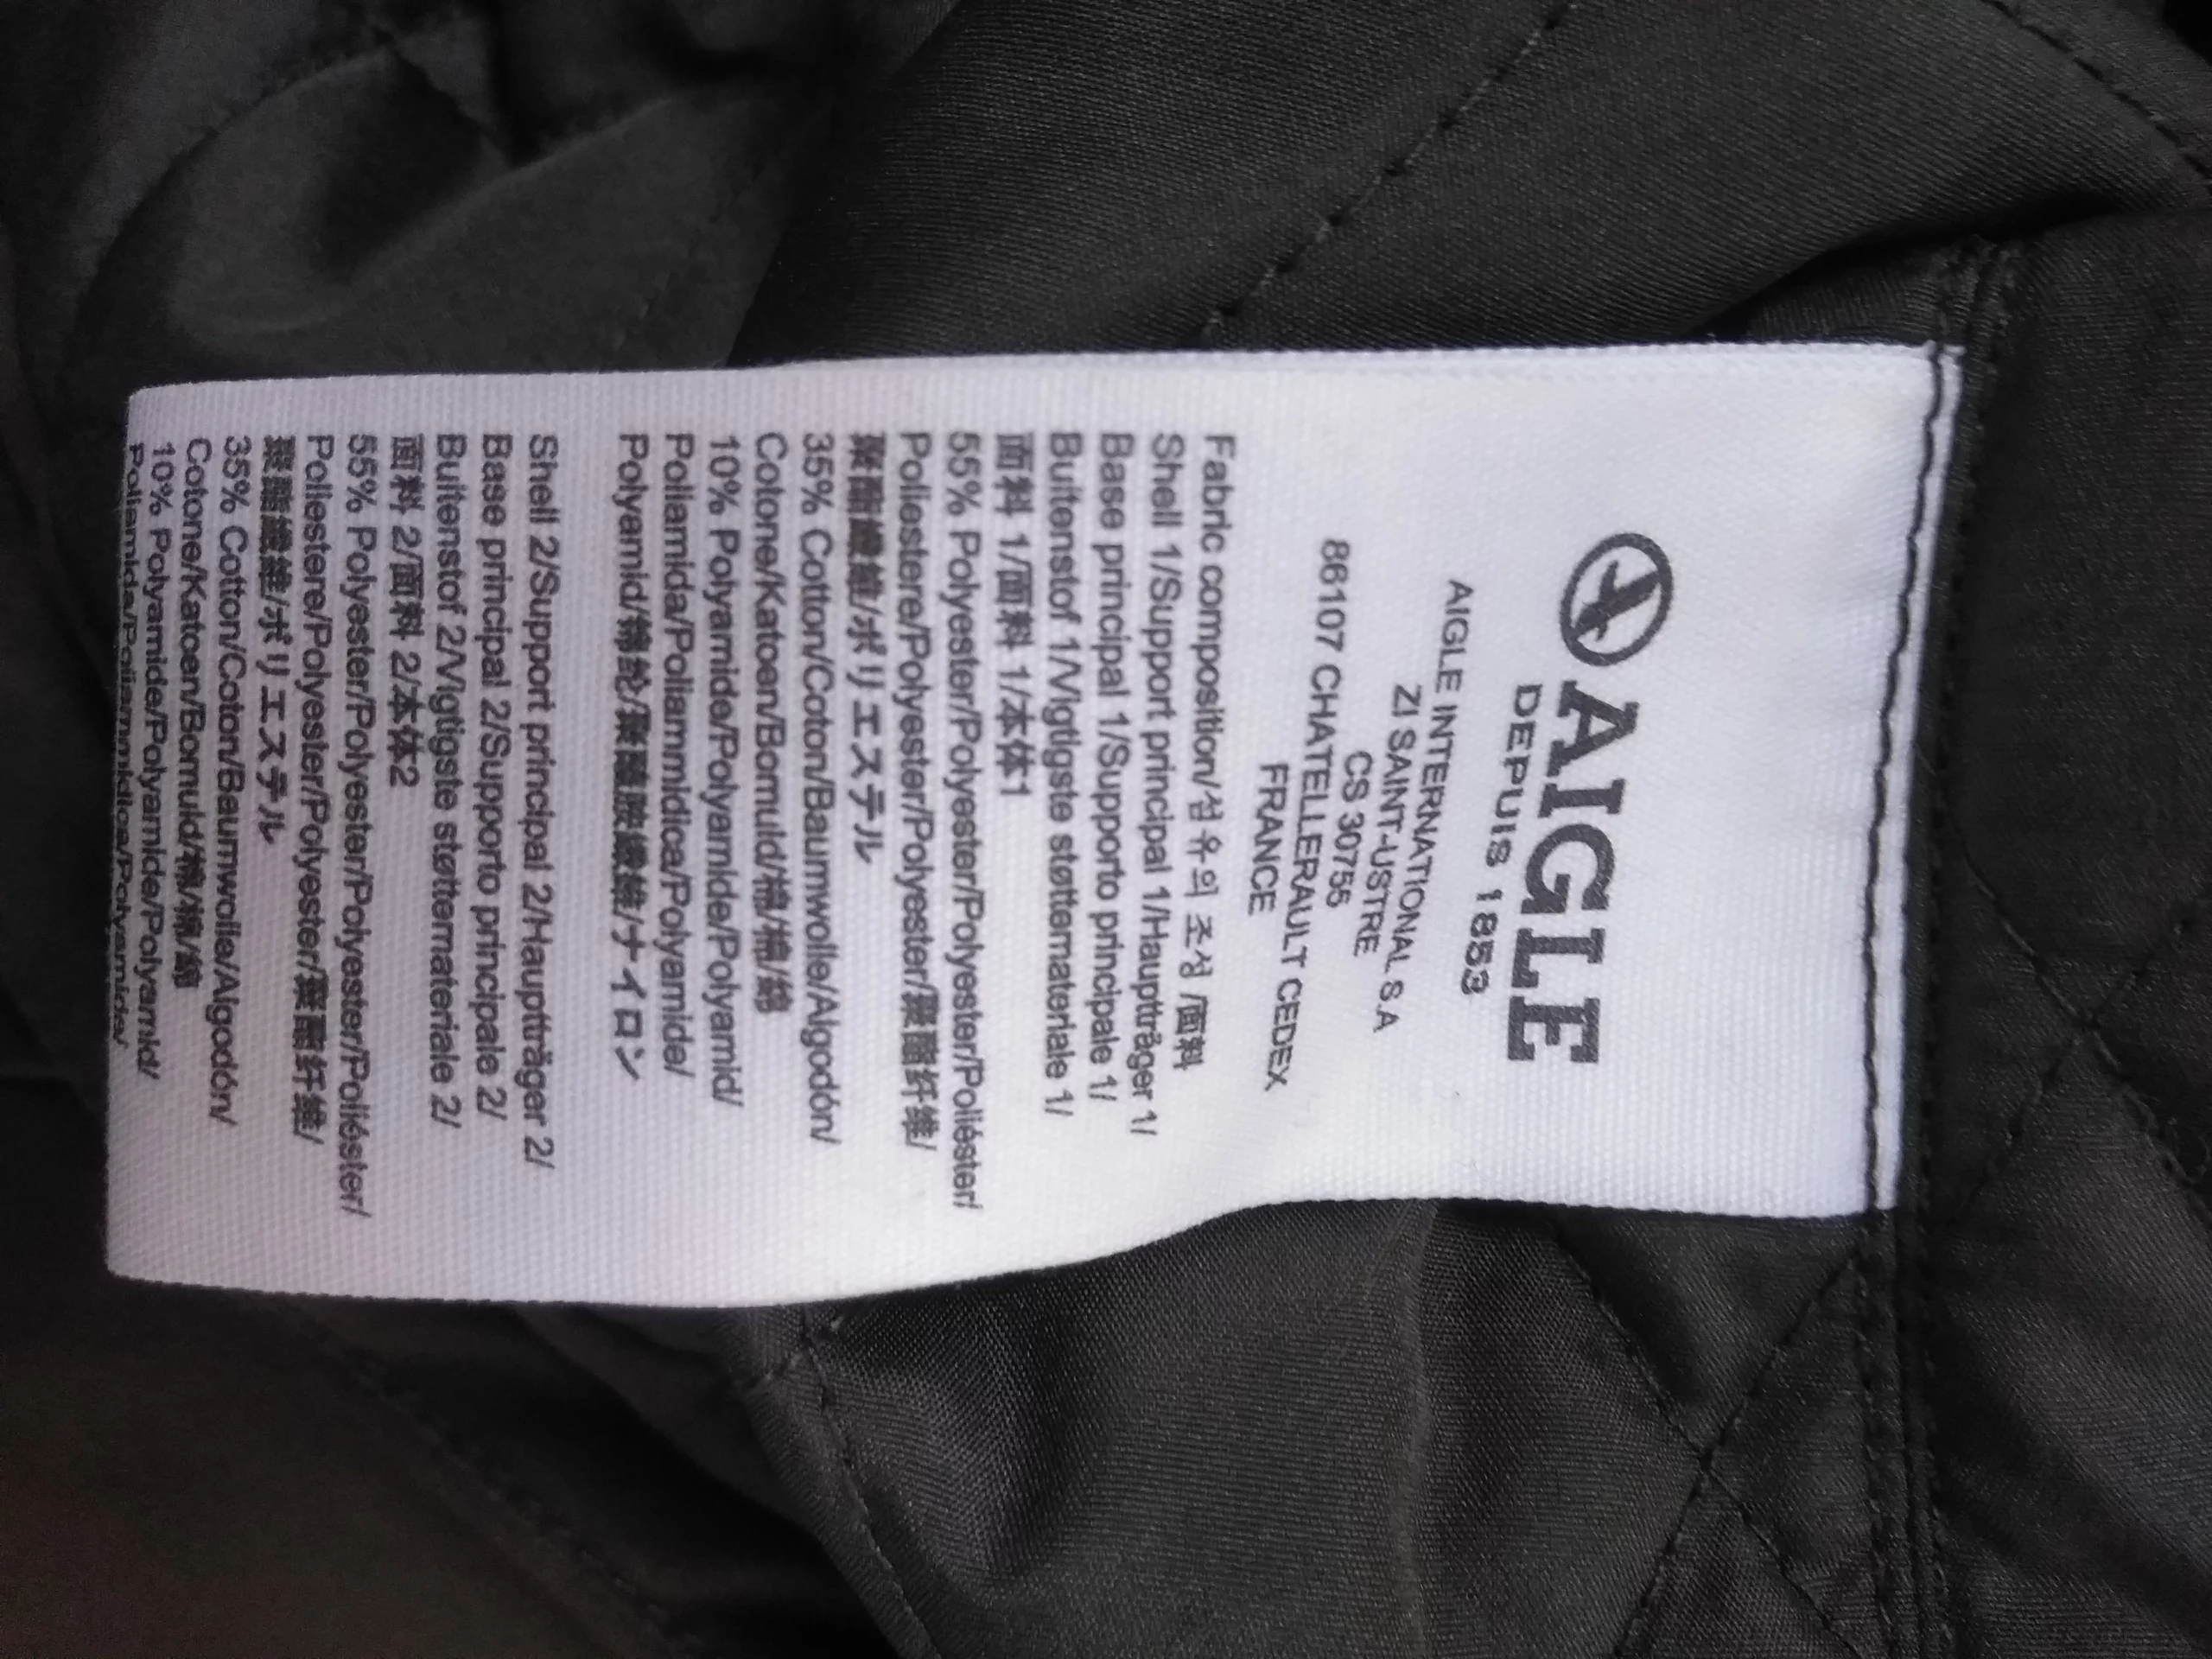 AIGLE
DEPUIS 1853
AIGLE INTERNATIONAL S.A
ZI SAINT-USTRE
CS 30755
86107 CHATELLERAULT CEDEX
FRANCE
Fabric composition/섬유의 조성 /面料
Shell 1/Support principal 1/Hauptträger 1/
Base principal 1/Supporto principale 1/
Buitenstof 1/Vigtigste støttemateriale 1/
面料 1/面料 1/本体1
55% Polyester/Polyester/Polyester/Poliéster/
Poliestere/Polyester/Polyester/聚酯纤维/
聚酯纖維/ポリエステル
35% Cotton/Coton/Baumwolle/Algodón/
Cotone/Katoen/Bomuld/棉/棉/綿
10% Polyamide/Polyamide/Polyamid/
Poliamida/Poliammidica/Polyamide/
Polyamid/锦纶/聚醯胺纖維/ナイロン
Shell 2/Support principal 2/Hauptträger 2/
Base principal 2/Supporto principale 2/
Buitenstof 2/Vigtigste støttemateriale 2/
面料 2/面料 2/本体2
55% Polyester/Polyester/Polyester/Poliéster/
Poliestere/Polyester/Polyester/聚酯纤维/
聚酯纖維/ポリエステル
35% Cotton/Coton/Baumwolle/Algodón/
Cotone/Katoen/Bomuld/棉/棉/綿
10% Polyamide/Polyamide/Polyamid/
Poliamida/Poliammidica/Polyamide/